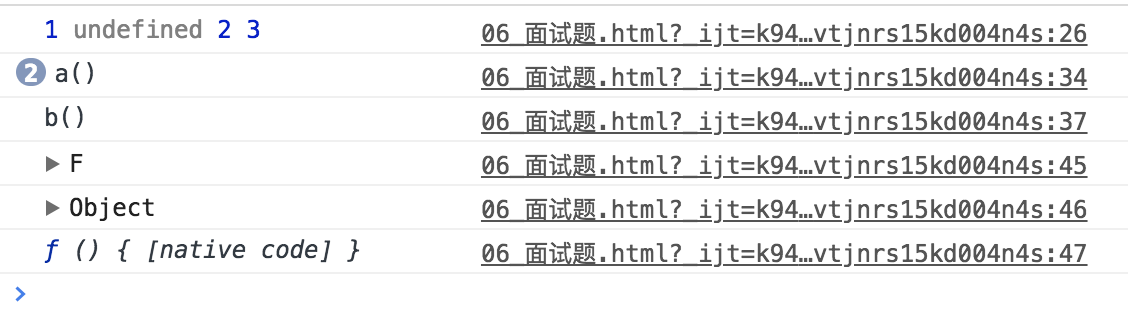 1 undefined 2 3 06_面试题.html?_ijt=k94…vtjnrs15kd004n4s:26
2 a() 06_面试题.html?_ijt=k94…vtjnrs15kd004n4s:34
b() 06_面试题.html?_ijt=k94…vtjnrs15kd004n4s:37
▶ F 06_面试题.html?_ijt=k94…vtjnrs15kd004n4s:45
▶ Object 06_面试题.html?_ijt=k94…vtjnrs15kd004n4s:46
ƒ () { [native code] } 06_面试题.html?_ijt=k94…vtjnrs15kd004n4s:47
>